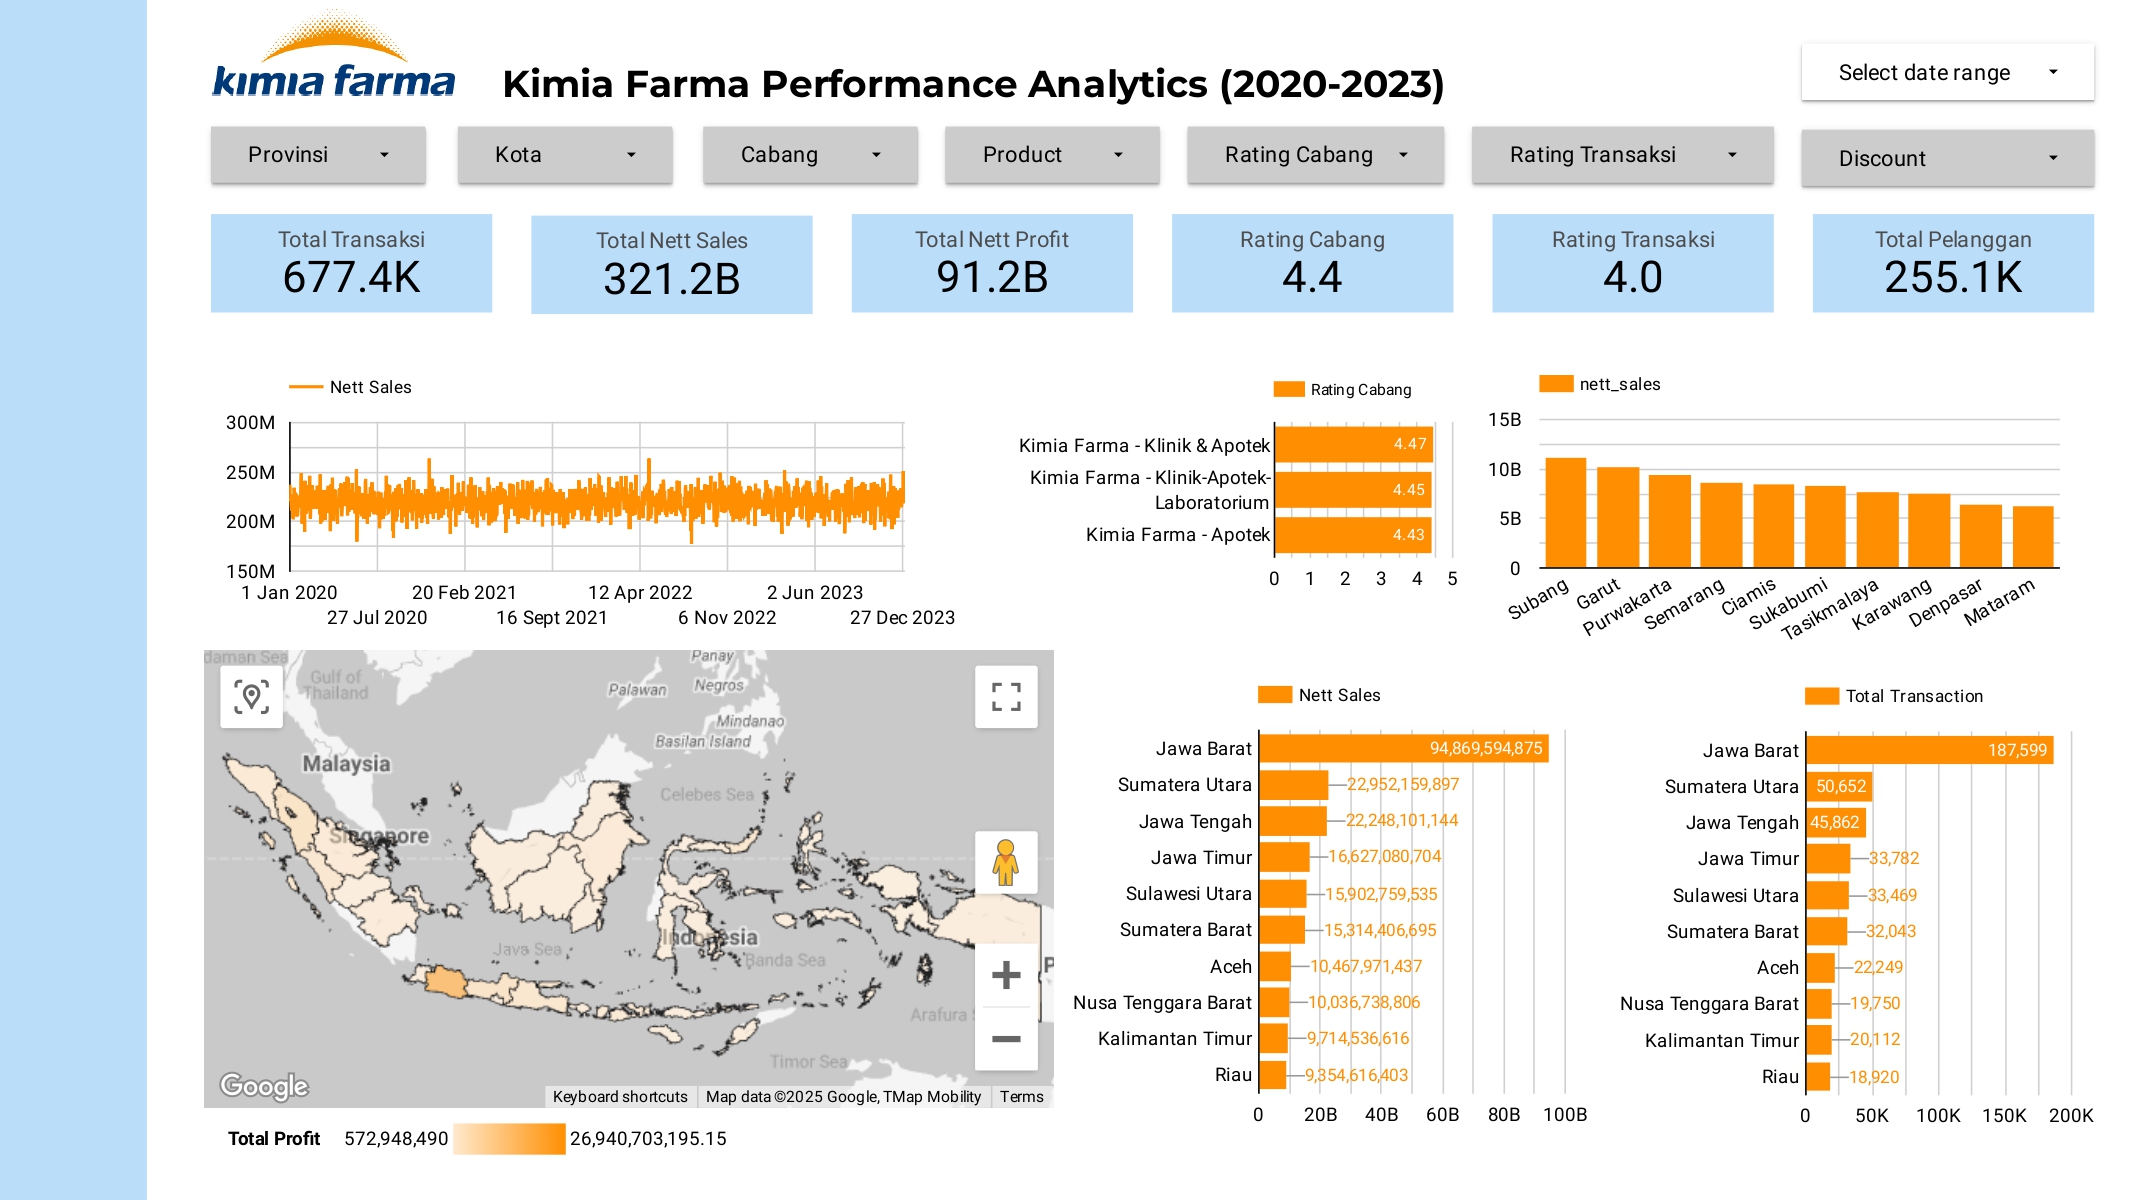 kimia farma
Kimia Farma Performance Analytics (2020-2023)
Select date range
Provinsi
Kota
Cabang
Product
Rating Cabang
Rating Transaksi
Discount
Total Transaksi
677.4K
Total Nett Sales
321.2B
Total Nett Profit
91.2B
Rating Cabang
4.4
Rating Transaksi
4.0
Total Pelanggan
255.1K
Nett Sales
300M
250M
200M
150M
1 Jan 2020
27 Jul 2020
20 Feb 2021
16 Sept 2021
12 Apr 2022
6 Nov 2022
2 Jun 2023
27 Dec 2023
Rating Cabang
Kimia Farma - Klinik & Apotek
4.47
Kimia Farma - Klinik-Apotek-
Laboratorium
4.45
Kimia Farma - Apotek
4.43
0 1 2 3 4 5
nett_sales
15B
10B
5B
0
Subang
Garut
Purwakarta
Semarang
Ciamis
Sukabumi
Tasikmalaya
Karawang
Denpasar
Mataram
daman Sea
Gulf of
Thailand
Panay
Palawan
Negros
Mindanao
Basilan Island
Malaysia
Celebes Sea
Singapore
Indonesia
Java Sea
Banda Sea
P
Arafura S
Timor Sea
Google
Keyboard shortcuts
Map data ©2025 Google, TMap Mobility
Terms
Total Profit 572,948,490 26,940,703,195.15
Nett Sales
Jawa Barat 94,869,594,875
Sumatera Utara 22,952,159,897
Jawa Tengah 22,248,101,144
Jawa Timur 16,627,080,704
Sulawesi Utara 15,902,759,535
Sumatera Barat 15,314,406,695
Aceh 10,467,971,437
Nusa Tenggara Barat 10,036,738,806
Kalimantan Timur 9,714,536,616
Riau 9,354,616,403
0 20B 40B 60B 80B 100B
Total Transaction
Jawa Barat 187,599
Sumatera Utara 50,652
Jawa Tengah 45,862
Jawa Timur 33,782
Sulawesi Utara 33,469
Sumatera Barat 32,043
Aceh 22,249
Nusa Tenggara Barat 19,750
Kalimantan Timur 20,112
Riau 18,920
0 50K 100K 150K 200K